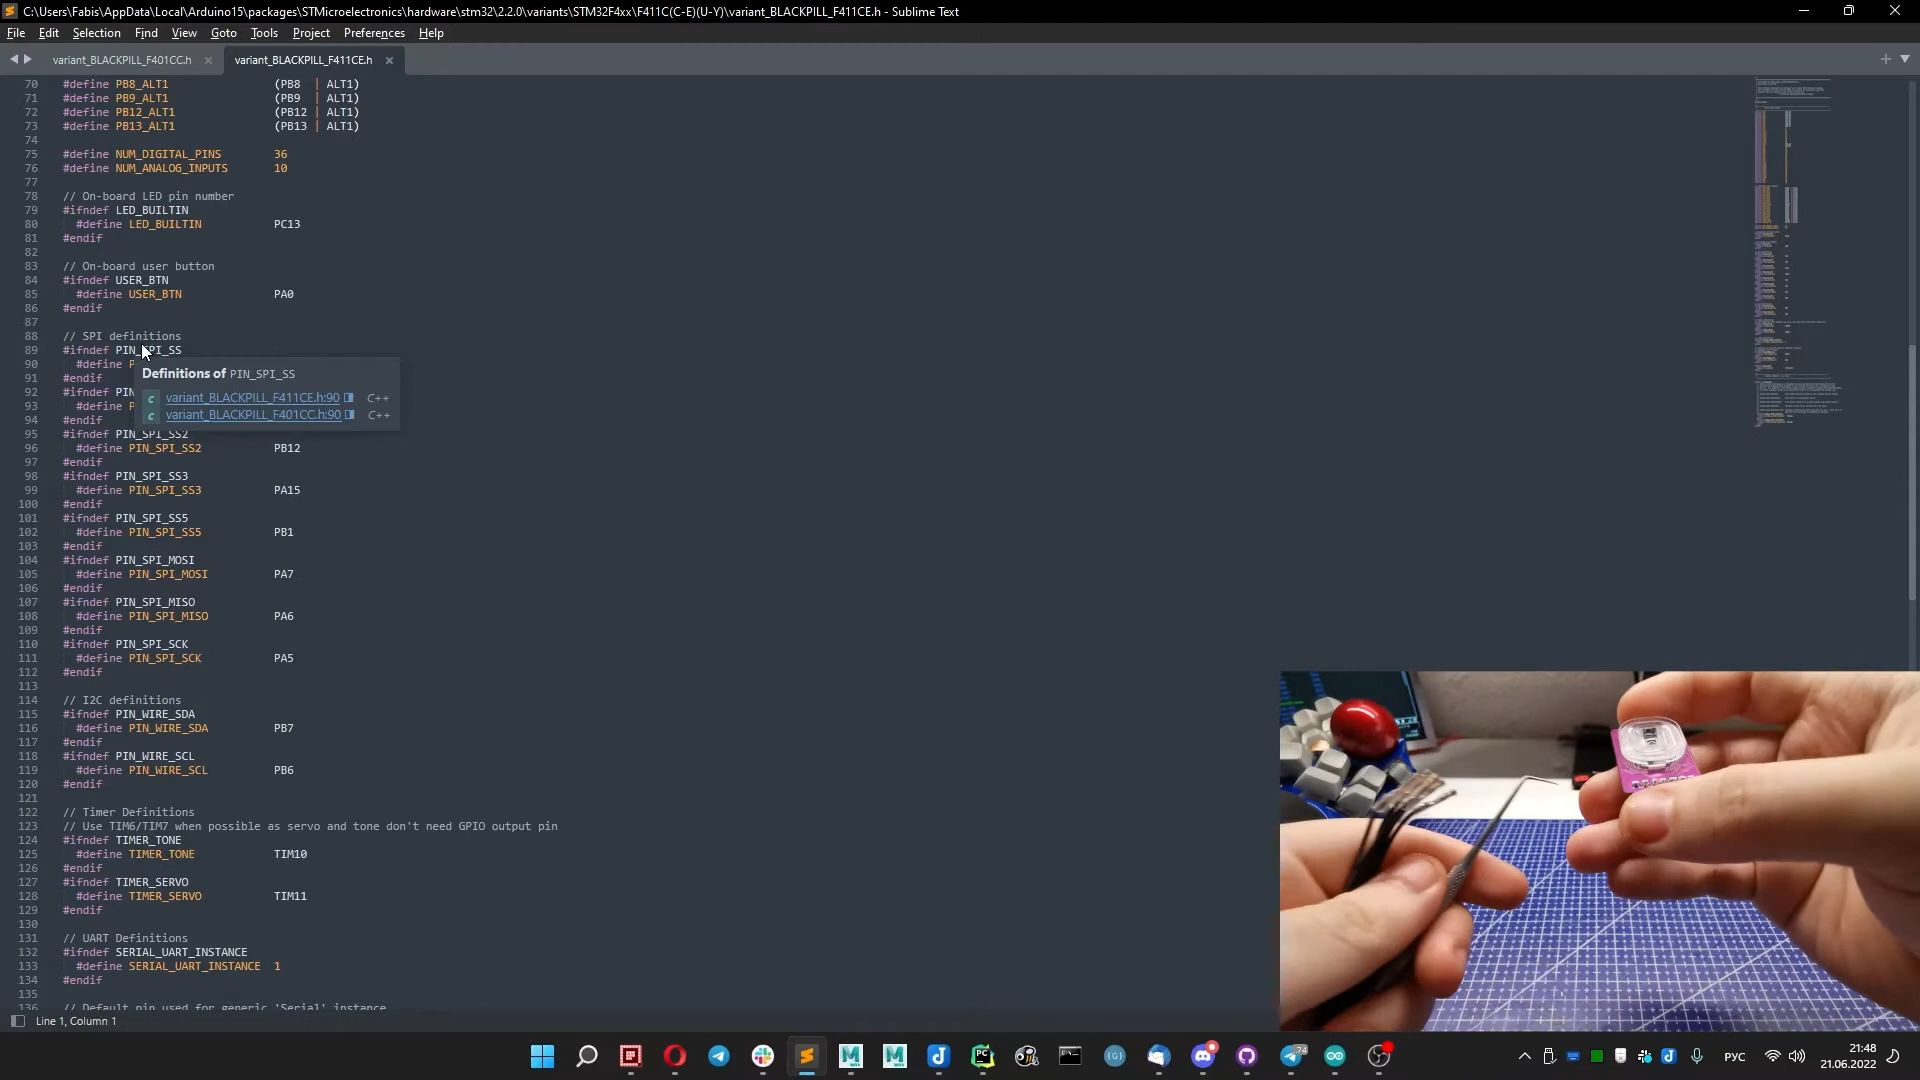 C:\Users\Fabis\AppData\Local\Arduino15\packages\STMicroelectronics\hardware\stm32\2.2.0\variants\STM32F4xx\F411C(C-E)(U-Y)\variant_BLACKPILL_F411CE.h - Sublime Text
File Edit Selection Find View Goto Tools Project Preferences Help
variant_BLACKPILL_F401CC.h variant_BLACKPILL_F411CE.h
70 #define PB8_ALT1 (PB8 | ALT1)
71 #define PB9_ALT1 (PB9 | ALT1)
72 #define PB12_ALT1 (PB12 | ALT1)
73 #define PB13_ALT1 (PB13 | ALT1)
74
75 #define NUM_DIGITAL_PINS 36
76 #define NUM_ANALOG_INPUTS 10
77
78 // On-board LED pin number
79 #ifndef LED_BUILTIN
80 #define LED_BUILTIN PC13
81 #endif
82
83 // On-board user button
84 #ifndef USER_BTN
85 #define USER_BTN PA0
86 #endif
87
88 // SPI definitions
89 #ifndef PIN_SPI_SS
90 #define P
Definitions of PIN_SPI_SS
91 #endif
92 #ifndef PIN
c variant_BLACKPILL_F411CE.h:90 C++
93 #define P
c variant_BLACKPILL_F401CC.h:90 C++
94 #endif
95 #ifndef PIN_SPI_SS2
96 #define PIN_SPI_SS2 PB12
97 #endif
98 #ifndef PIN_SPI_SS3
99 #define PIN_SPI_SS3 PA15
100 #endif
101 #ifndef PIN_SPI_SS5
102 #define PIN_SPI_SS5 PB1
103 #endif
104 #ifndef PIN_SPI_MOSI
105 #define PIN_SPI_MOSI PA7
106 #endif
107 #ifndef PIN_SPI_MISO
108 #define PIN_SPI_MISO PA6
109 #endif
110 #ifndef PIN_SPI_SCK
111 #define PIN_SPI_SCK PA5
112 #endif
113
114 // I2C definitions
115 #ifndef PIN_WIRE_SDA
116 #define PIN_WIRE_SDA PB7
117 #endif
118 #ifndef PIN_WIRE_SCL
119 #define PIN_WIRE_SCL PB6
120 #endif
121
122 // Timer Definitions
123 // Use TIM6/TIM7 when possible as servo and tone don't need GPIO output pin
124 #ifndef TIMER_TONE
125 #define TIMER_TONE TIM10
126 #endif
127 #ifndef TIMER_SERVO
128 #define TIMER_SERVO TIM11
129 #endif
130
131 // UART Definitions
132 #ifndef SERIAL_UART_INSTANCE
133 #define SERIAL_UART_INSTANCE 1
134 #endif
135
136 // Default pin used for generic 'Serial' instance
Line 1, Column 1
РУС
21:48
21.06.2022